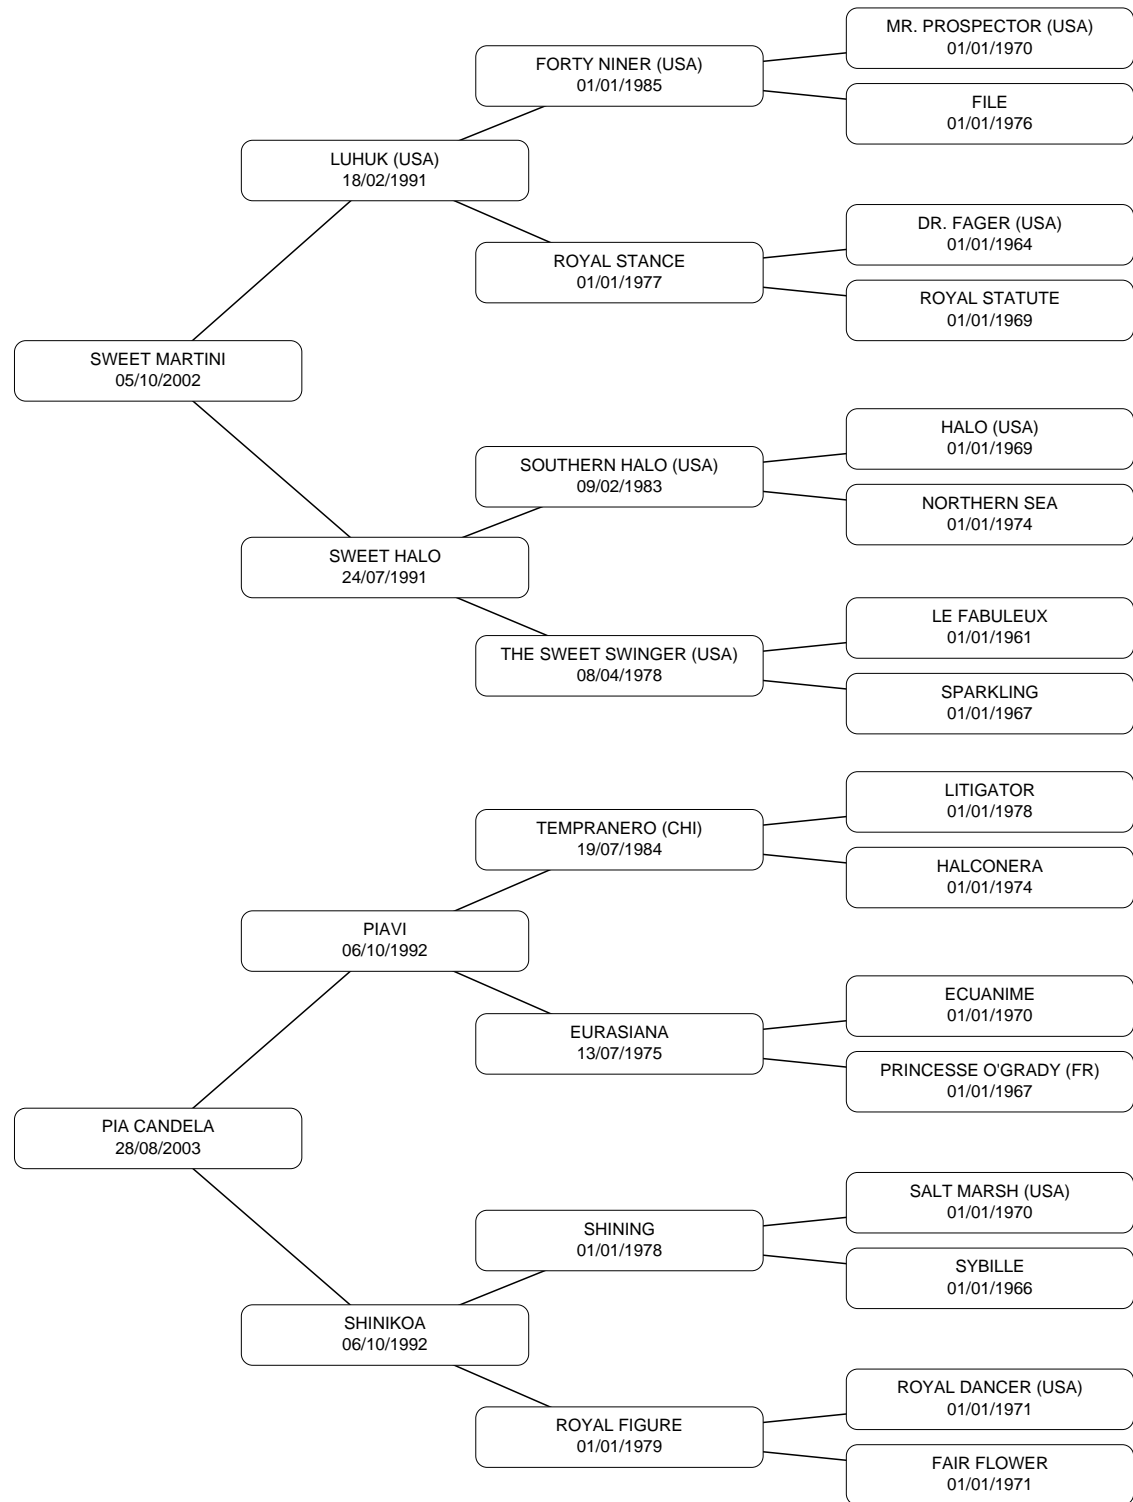 MR. PROSPECTOR (USA)
01/01/1970
FORTY NINER (USA)
01/01/1985
FILE
01/01/1976
LUHUK (USA)
18/02/1991
DR. FAGER (USA)
01/01/1964
ROYAL STANCE
01/01/1977
ROYAL STATUTE
01/01/1969
SWEET MARTINI
05/10/2002
HALO (USA)
01/01/1969
SOUTHERN HALO (USA)
09/02/1983
NORTHERN SEA
01/01/1974
SWEET HALO
24/07/1991
LE FABULEUX
01/01/1961
THE SWEET SWINGER (USA)
08/04/1978
SPARKLING
01/01/1967
LITIGATOR
01/01/1978
TEMPRANERO (CHI)
19/07/1984
HALCONERA
01/01/1974
PIAVI
06/10/1992
ECUANIME
01/01/1970
EURASIANA
13/07/1975
PRINCESSE O'GRADY (FR)
01/01/1967
PIA CANDELA
28/08/2003
SALT MARSH (USA)
01/01/1970
SHINING
01/01/1978
SYBILLE
01/01/1966
SHINIKOA
06/10/1992
ROYAL DANCER (USA)
01/01/1971
ROYAL FIGURE
01/01/1979
FAIR FLOWER
01/01/1971